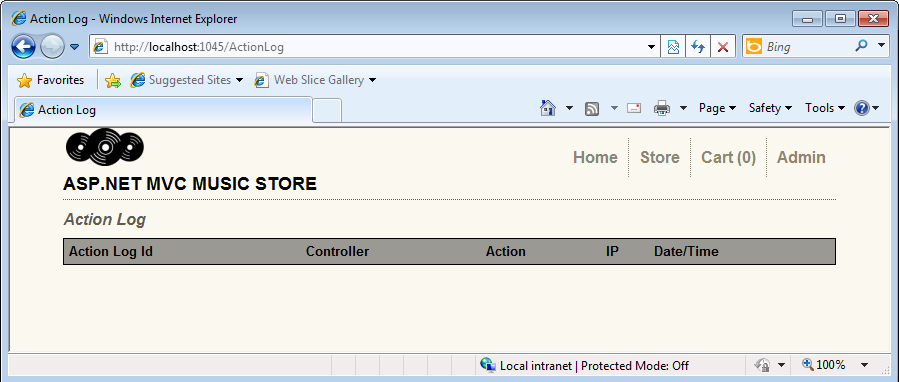 Action Log - Windows Internet Explorer
http://localhost:1045/ActionLog
Bing
Favorites Suggested Sites Web Slice Gallery
Action Log
Page Safety Tools
Home Store Cart (0) Admin
ASP.NET MVC MUSIC STORE
Action Log
Action Log Id Controller Action IP Date/Time
Local intranet | Protected Mode: Off 100%